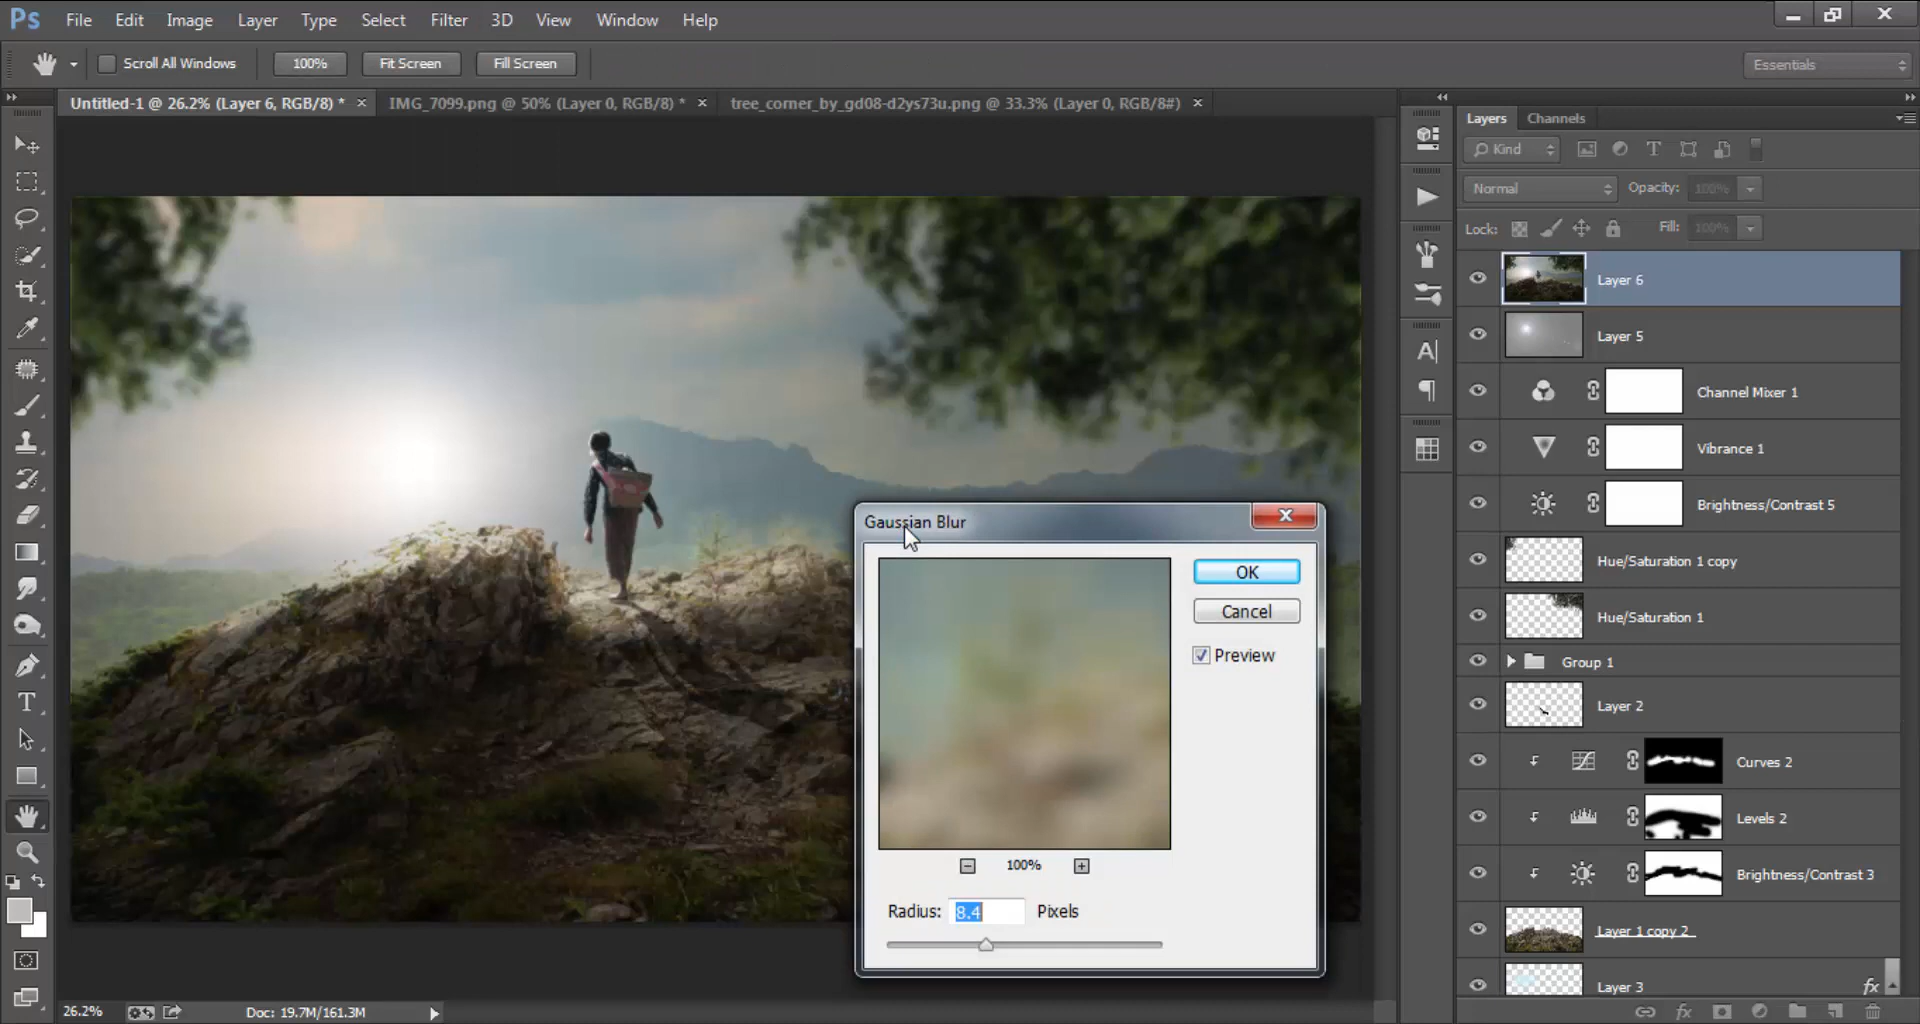 Ps File Edit Image Layer Type Select Filter 3D View Window Help
Scroll All Windows 100% Fit Screen Fill Screen Essentials
Untitled-1 @ 26.2% (Layer 6, RGB/8) * × IMG_7099.png @ 50% (Layer 0, RGB/8) * × tree_corner_by_gd08-d2ys73u.png @ 33.3% (Layer 0, RGB/8#) ×
Layers Channels
Kind
Normal Opacity: 100%
Lock: Fill: 100%
Layer 6
Layer 5
Channel Mixer 1
Vibrance 1
Brightness/Contrast 5
Hue/Saturation 1 copy
Hue/Saturation 1
Group 1
Layer 2
Curves 2
Levels 2
Brightness/Contrast 3
Layer 1 copy 2
Layer 3 fx
Gaussian Blur
OK
Cancel
Preview
100%
Radius: 8.4 Pixels
26.2% Doc: 19.7M/161.3M